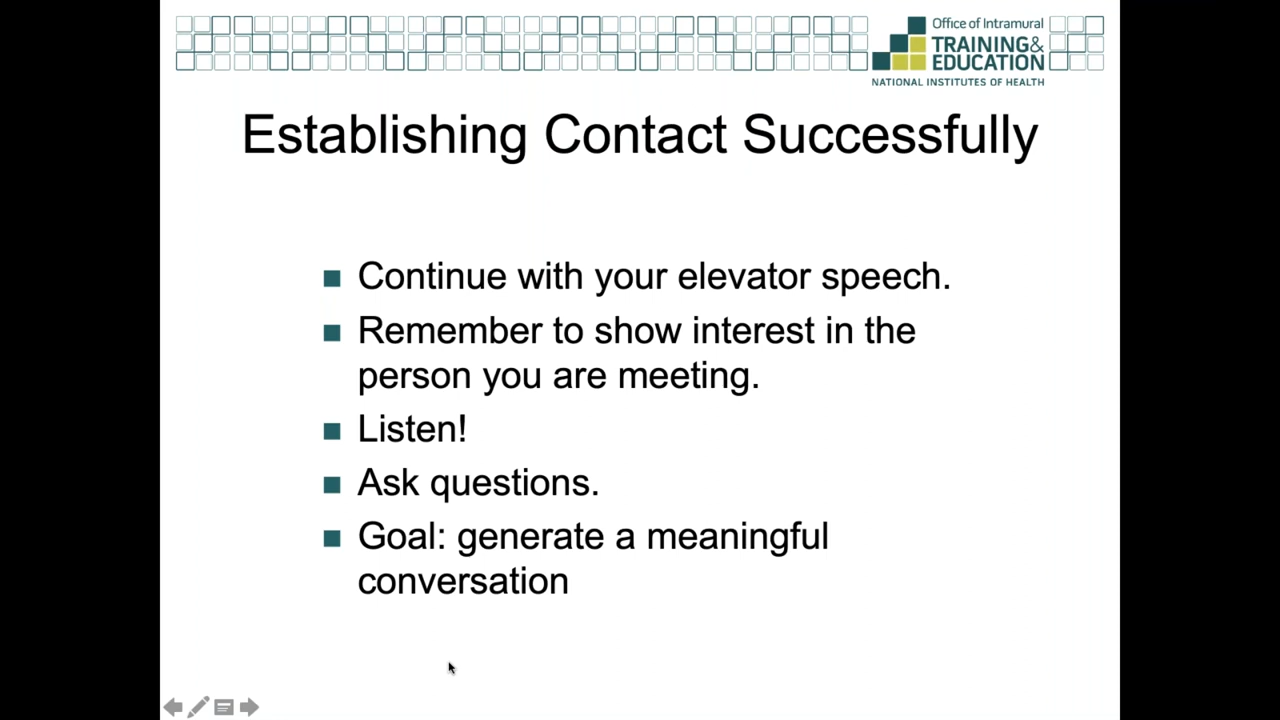 Office of Intramural
TRAINING&
EDUCATION
NATIONAL INSTITUTES OF HEALTH
Establishing Contact Successfully
Continue with your elevator speech.
Remember to show interest in the
person you are meeting.
Listen!
Ask questions.
Goal: generate a meaningful
conversation